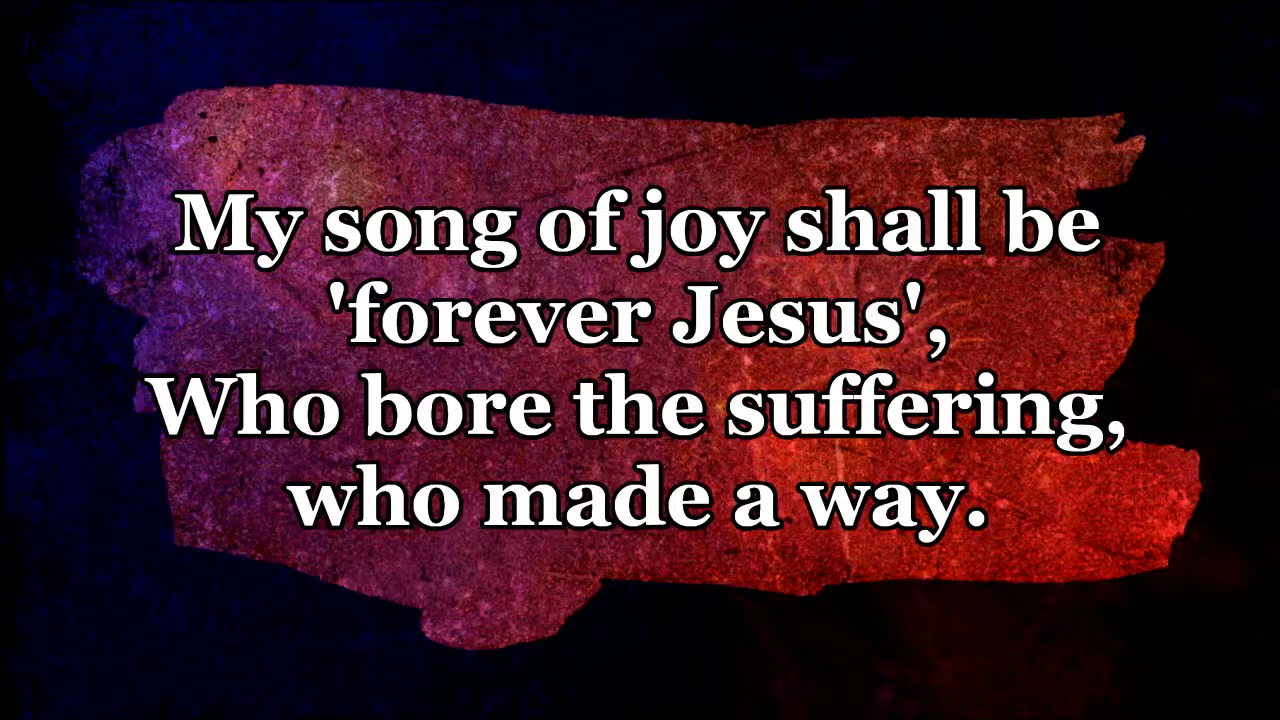 My song of joy shall be
'forever Jesus',
Who bore the suffering,
who made a way.